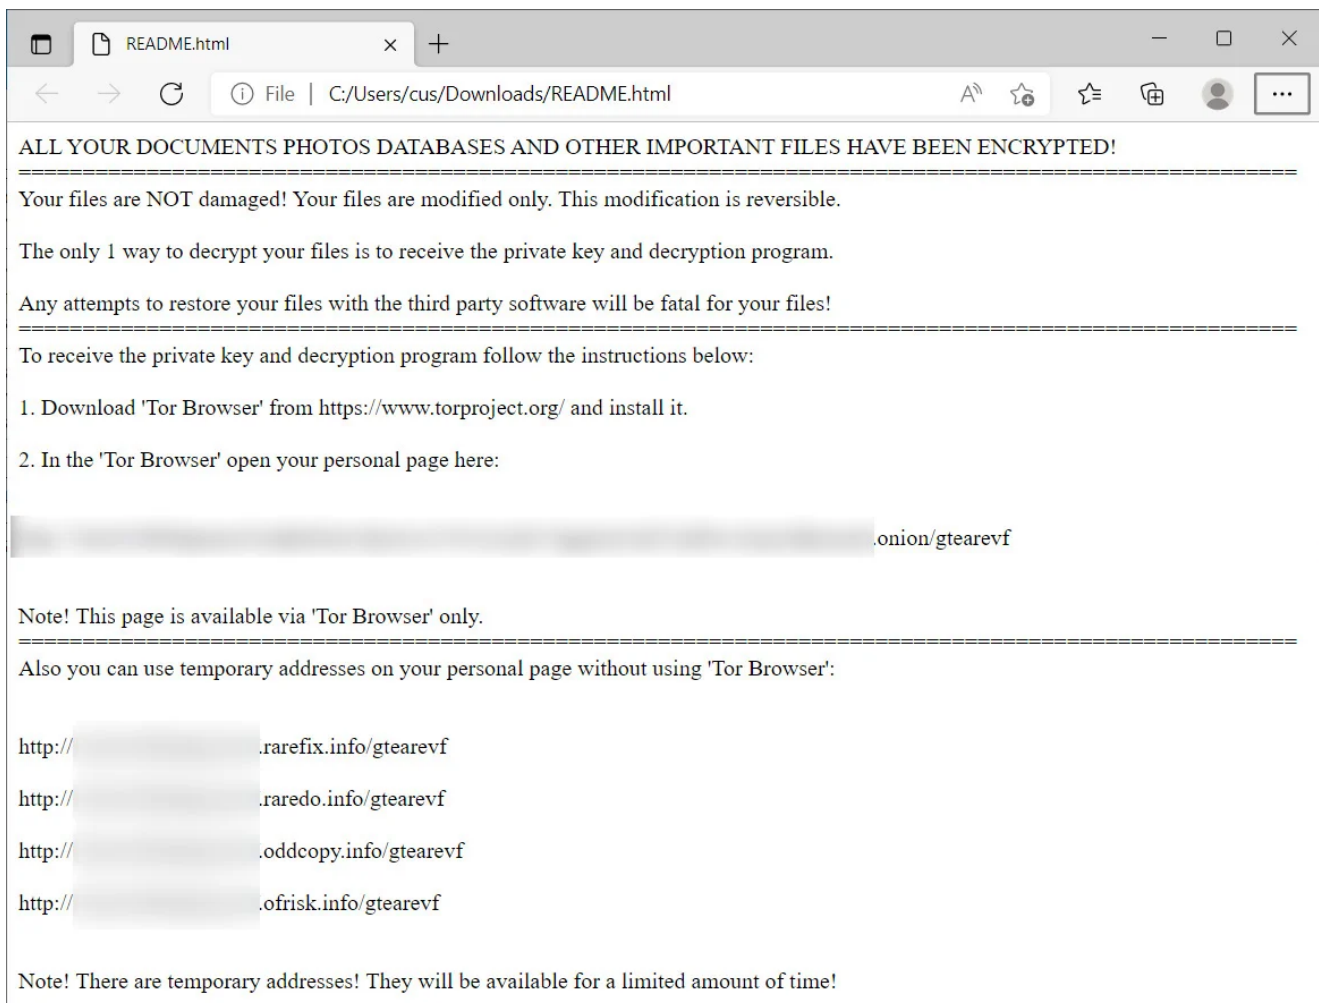 README.html
File | C:/Users/cus/Downloads/README.html
ALL YOUR DOCUMENTS PHOTOS DATABASES AND OTHER IMPORTANT FILES HAVE BEEN ENCRYPTED!
====================================================================================================
Your files are NOT damaged! Your files are modified only. This modification is reversible.
The only 1 way to decrypt your files is to receive the private key and decryption program.
Any attempts to restore your files with the third party software will be fatal for your files!
====================================================================================================
To receive the private key and decryption program follow the instructions below:
1. Download 'Tor Browser' from https://www.torproject.org/ and install it.
2. In the 'Tor Browser' open your personal page here:
.onion/gtearevf
Note! This page is available via 'Tor Browser' only.
====================================================================================================
Also you can use temporary addresses on your personal page without using 'Tor Browser':
http:// .rarefix.info/gtearevf
http:// .raredo.info/gtearevf
http:// .oddcopy.info/gtearevf
http:// .ofrisk.info/gtearevf
Note! There are temporary addresses! They will be available for a limited amount of time!